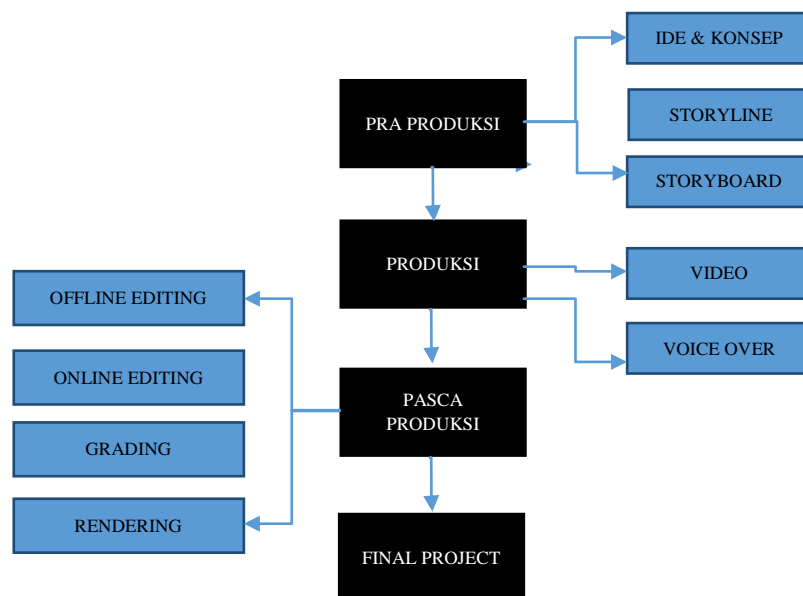 IDE & KONSEP
PRA PRODUKSI
STORYLINE
STORYBOARD
PRODUKSI
VIDEO
VOICE OVER
OFFLINE EDITING
ONLINE EDITING
GRADING
RENDERING
PASCA
PRODUKSI
FINAL PROJECT